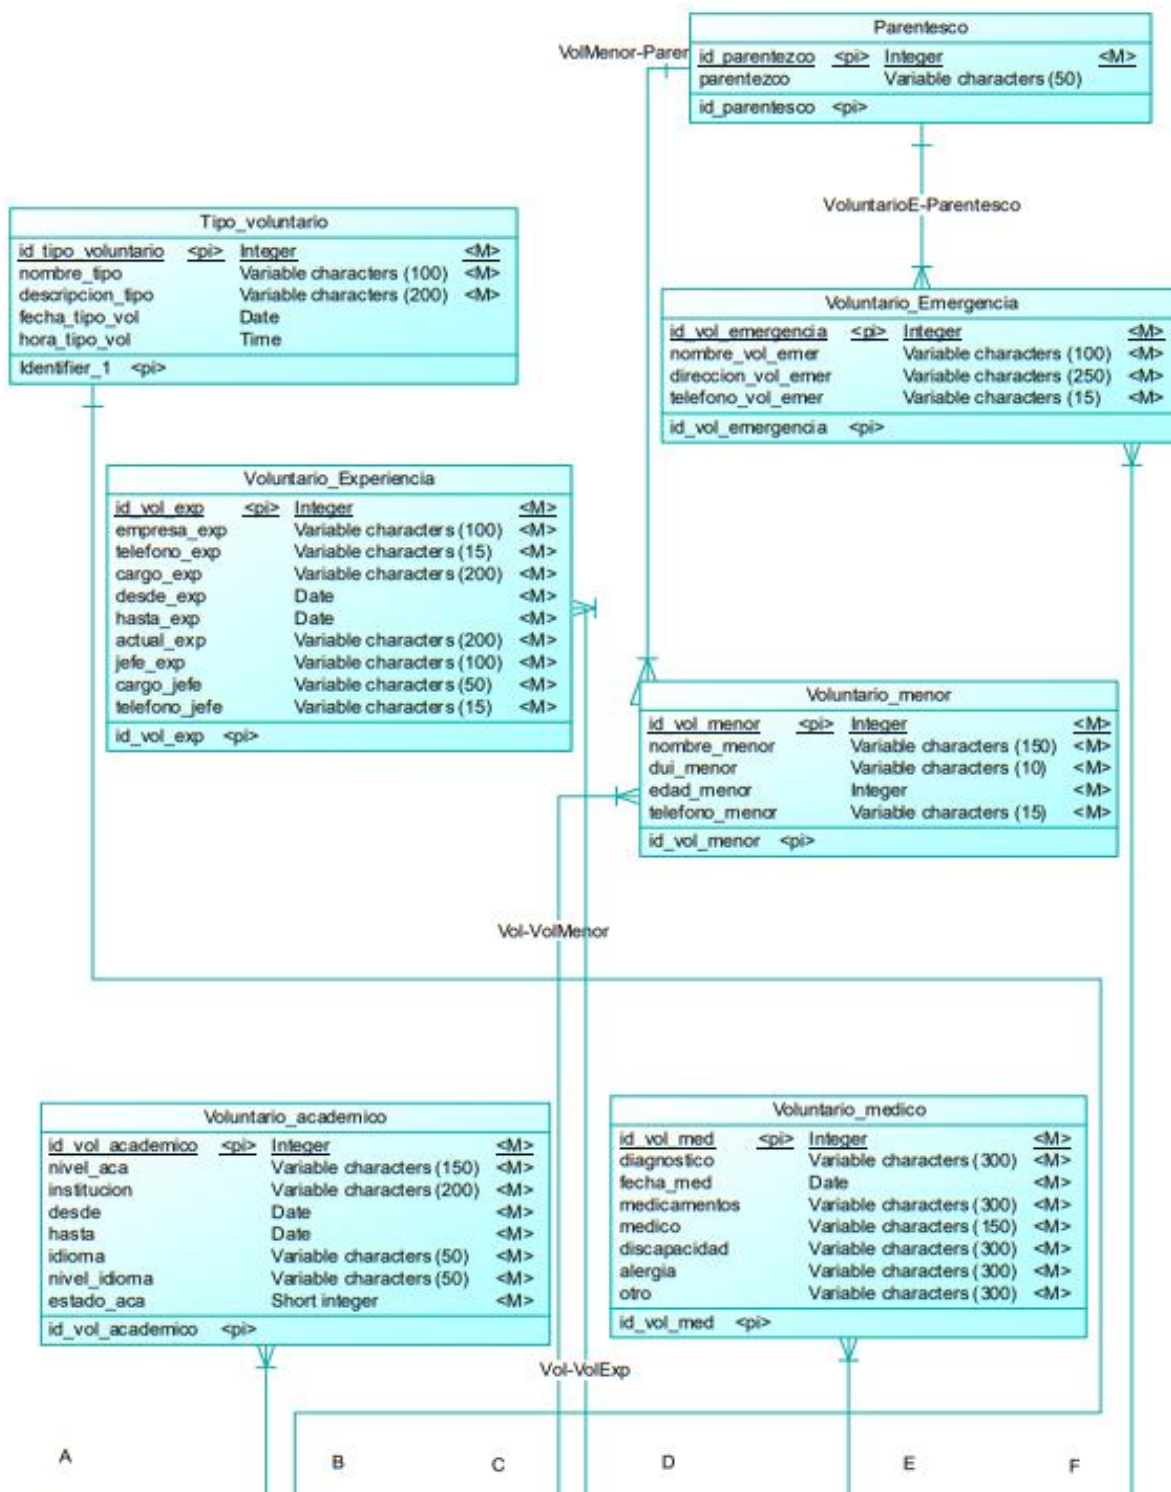 Parentesco
VolMenor-Paren
id_parentezoo <pi> Integer <M>
parentezoo Variable characters (50)
id_parentesco <pi>
VoluntarioE-Parentesco
Tipo_voluntario
id_tipo_voluntario <pi> Integer <M>
nombre_tipo Variable characters (100) <M>
descripcion_tipo Variable characters (200) <M>
fecha_tipo_vol Date
hora_tipo_vol Time
Identifier_1 <pi>
Voluntario_Emergencia
id_vol_emergencia <pi> Integer <M>
nombre_vol_emer Variable characters (100) <M>
direccion_vol_emer Variable characters (250) <M>
telefono_vol_emer Variable characters (15) <M>
id_vol_emergencia <pi>
Voluntario_Experiencia
id_vol_exp <pi> Integer <M>
empresa_exp Variable characters (100) <M>
telefono_exp Variable characters (15) <M>
cargo_exp Variable characters (200) <M>
desde_exp Date <M>
hasta_exp Date <M>
actual_exp Variable characters (200) <M>
jefe_exp Variable characters (100) <M>
cargo_jefe Variable characters (50) <M>
telefono_jefe Variable characters (15) <M>
id_vol_exp <pi>
Voluntario_menor
id_vol_menor <pi> Integer <M>
nombre_menor Variable characters (150) <M>
dui_menor Variable characters (10) <M>
edad_menor Integer <M>
telefono_menor Variable characters (15) <M>
id_vol_menor <pi>
Vol-VolMenor
Voluntario_academico
id_vol_academico <pi> Integer <M>
nivel_aca Variable characters (150) <M>
institucion Variable characters (200) <M>
desde Date <M>
hasta Date <M>
idioma Variable characters (50) <M>
nivel_idioma Variable characters (50) <M>
estado_aca Short integer <M>
id_vol_academico <pi>
Voluntario_medico
id_vol_med <pi> Integer <M>
diagnostico Variable characters (300) <M>
fecha_med Date <M>
medicamentos Variable characters (300) <M>
medico Variable characters (150) <M>
discapacidad Variable characters (300) <M>
alergia Variable characters (300) <M>
otro Variable characters (300) <M>
id_vol_med <pi>
Vol-VolExp
A B C D E F